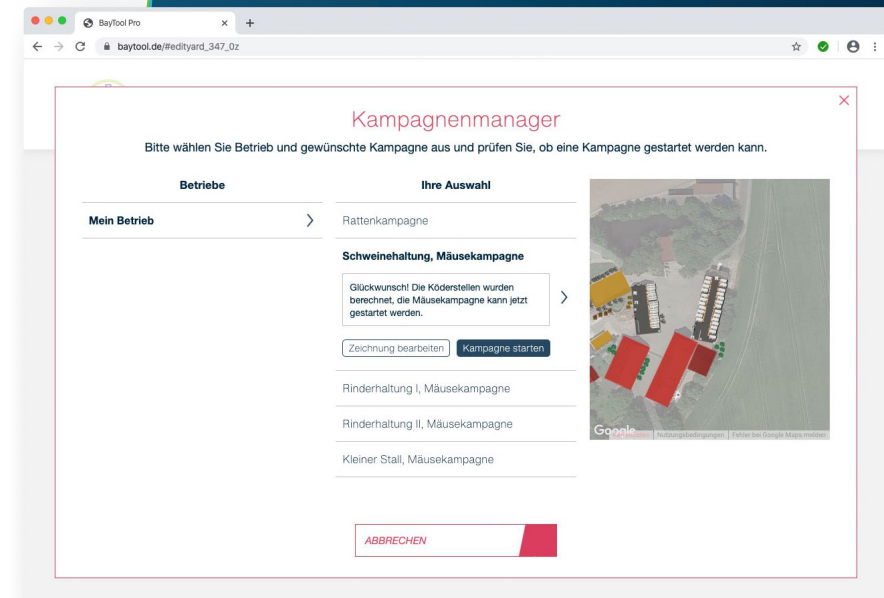 BayTool Pro
baytool.de/#edityard_347_0z
Kampagnenmanager
Bitte wählen Sie Betrieb und gewünschte Kampagne aus und prüfen Sie, ob eine Kampagne gestartet werden kann.
Betriebe
Mein Betrieb
Ihre Auswahl
Rattenkampagne
Schweinehaltung, Mäusekampagne
Glückwunsch! Die Köderstellen wurden
berechnet, die Mäusekampagne kann jetzt
gestartet werden.
Zeichnung bearbeiten
Kampagne starten
Rinderhaltung I, Mäusekampagne
Rinderhaltung II, Mäusekampagne
Kleiner Stall, Mäusekampagne
Google
Nutzungsbedingungen
Fehler bei Google Maps melden
ABBRECHEN